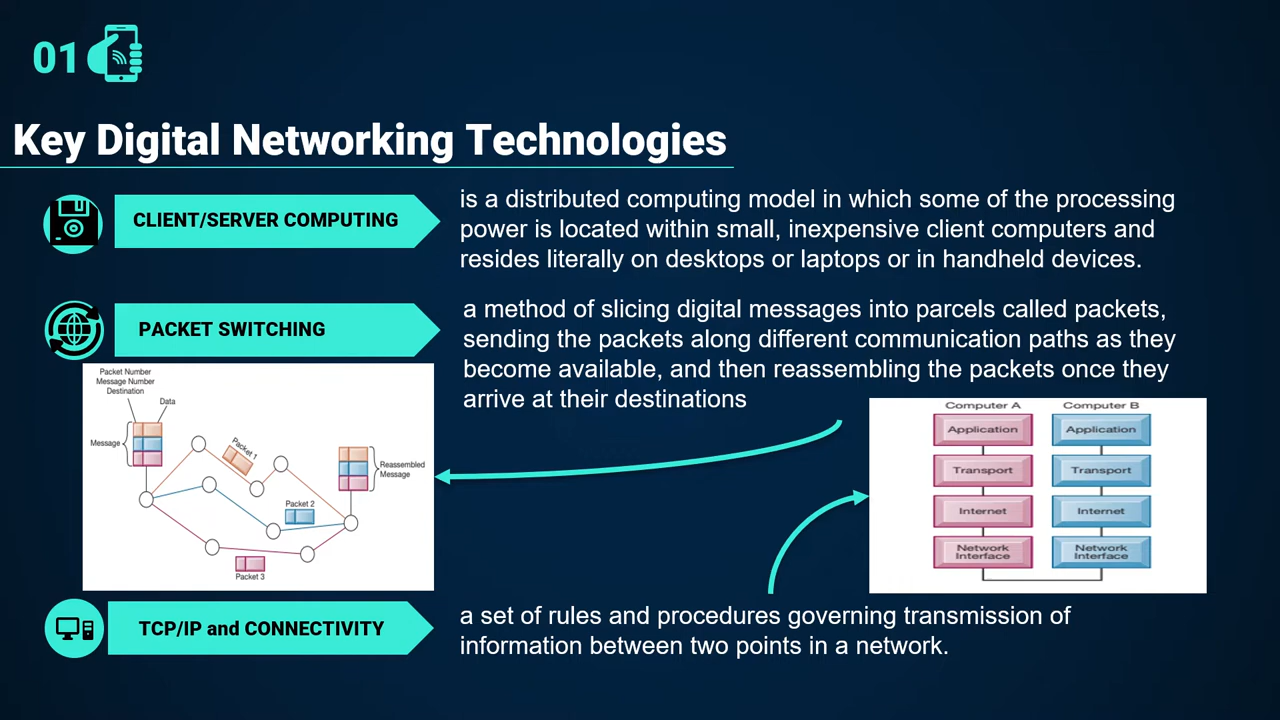 01
Key Digital Networking Technologies
CLIENT/SERVER COMPUTING
is a distributed computing model in which some of the processing
power is located within small, inexpensive client computers and
resides literally on desktops or laptops or in handheld devices.
PACKET SWITCHING
a method of slicing digital messages into parcels called packets,
sending the packets along different communication paths as they
become available, and then reassembling the packets once they
arrive at their destinations
Packet Number
Message Number
Destination
Data
Message
Packet 1
Reassembled
Message
Packet 2
Packet 3
Computer A
Computer B
Application
Application
Transport
Transport
Internet
Internet
Network
Interface
Network
Interface
TCP/IP and CONNECTIVITY
a set of rules and procedures governing transmission of
information between two points in a network.